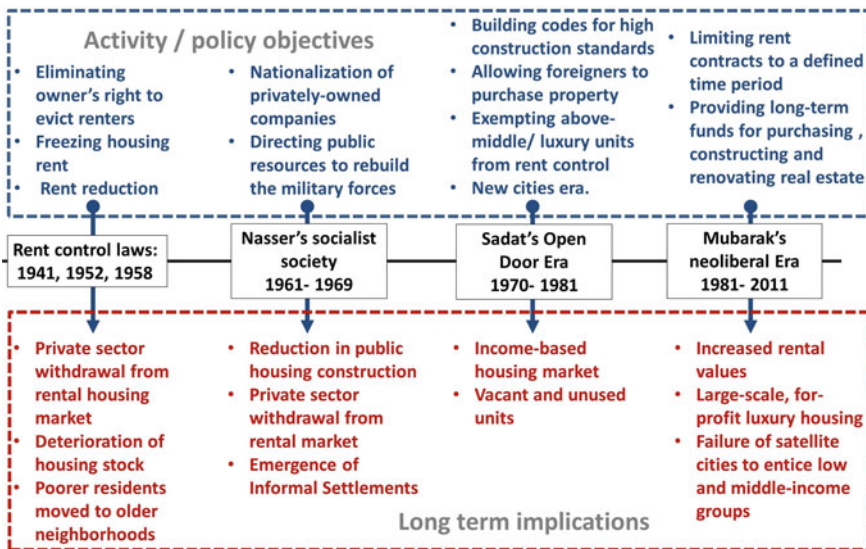 Activity / policy objectives
• Eliminating
owner's right to
evict renters
• Freezing housing
rent
• Rent reduction
• Nationalization of
privately-owned
companies
• Directing public
resources to rebuild
the military forces
• Building codes for high
construction standards
• Allowing foreigners to
purchase property
• Exempting above-
middle/ luxury units
from rent control
• New cities era.
• Limiting rent
contracts to a defined
time period
• Providing long-term
funds for purchasing ,
constructing and
renovating real estate
Rent control laws:
1941, 1952, 1958
Nasser's socialist
society
1961- 1969
Sadat's Open
Door Era
1970- 1981
Mubarak's
neoliberal Era
1981- 2011
• Private sector
withdrawal from
rental housing
market
• Deterioration of
housing stock
• Poorer residents
moved to older
neighborhoods
• Reduction in public
housing construction
• Private sector
withdrawal from
rental market
• Emergence of
Informal Settlements
• Income-based
housing market
• Vacant and unused
units
• Increased rental
values
• Large-scale, for-
profit luxury housing
• Failure of satellite
cities to entice low
and middle-income
groups
Long term implications